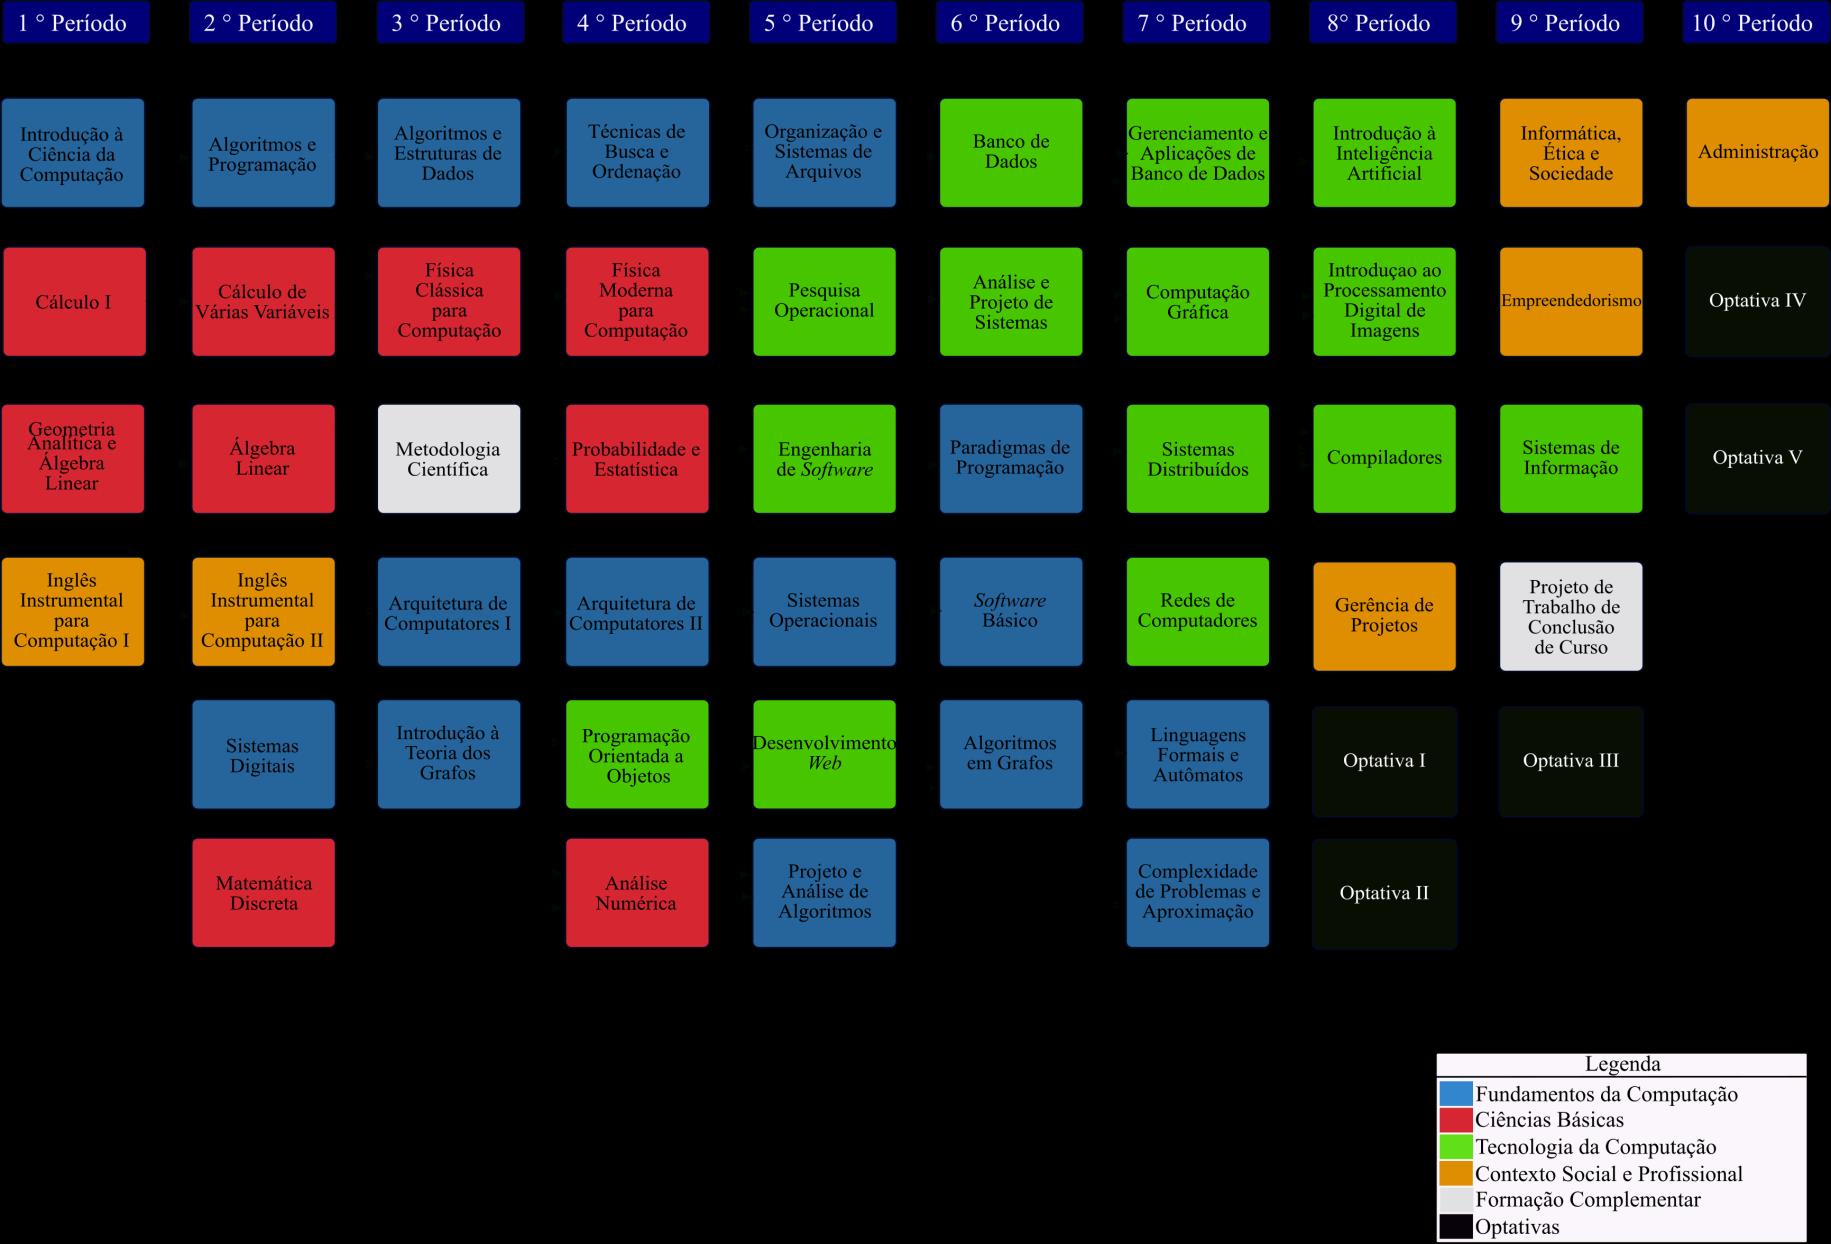 1 ° Período
2 ° Período
3 ° Período
4 ° Período
5 ° Período
6 ° Período
7 ° Período
8° Período
9 ° Período
10 ° Período
Introdução à
Ciência da
Computação
Algoritmos e
Programação
Algoritmos e
Estruturas de
Dados
Técnicas de
Busca e
Ordenação
Organização e
Sistemas de
Arquivos
Banco de
Dados
Gerenciamento e
Aplicações de
Banco de Dados
Introdução à
Inteligência
Artificial
Informática,
Ética e
Sociedade
Administração
Cálculo I
Cálculo de
Várias Variáveis
Física
Clássica
para
Computação
Física
Moderna
para
Computação
Pesquisa
Operacional
Análise e
Projeto de
Sistemas
Computação
Gráfica
Introduçao ao
Processamento
Digital de
Imagens
Empreendedorismo
Optativa IV
Geometria
Analítica e
Álgebra
Linear
Álgebra
Linear
Metodologia
Científica
Probabilidade e
Estatística
Engenharia
de Software
Paradigmas de
Programação
Sistemas
Distribuídos
Compiladores
Sistemas de
Informação
Optativa V
Inglês
Instrumental
para
Computação I
Inglês
Instrumental
para
Computação II
Arquitetura de
Computatores I
Arquitetura de
Computatores II
Sistemas
Operacionais
Software
Básico
Redes de
Computadores
Gerência de
Projetos
Projeto de
Trabalho de
Conclusão
de Curso
Sistemas
Digitais
Introdução à
Teoria dos
Grafos
Programação
Orientada a
Objetos
Desenvolvimento
Web
Algoritmos
em Grafos
Linguagens
Formais e
Autômatos
Optativa I
Optativa III
Matemática
Discreta
Análise
Numérica
Projeto e
Análise de
Algoritmos
Complexidade
de Problemas e
Aproximação
Optativa II
Legenda
Fundamentos da Computação
Ciências Básicas
Tecnologia da Computação
Contexto Social e Profissional
Formação Complementar
Optativas